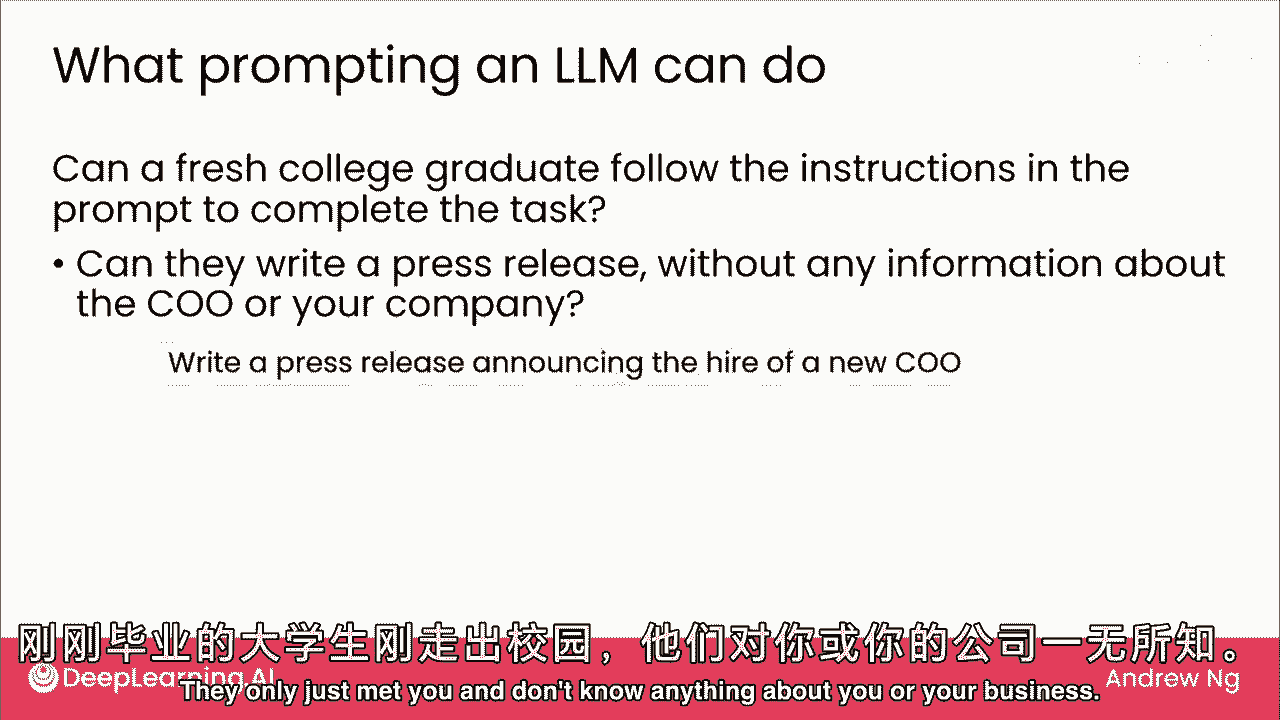 What prompting an LLM can do
Can a fresh college graduate follow the instructions in the
prompt to complete the task?
• Can they write a press release, without any information about
the COO or your company?
Write a press release announcing the hire of a new COO
刚刚毕业的大学生刚走出校园，他们对你或你的公司一无所知。
DeepLearning.AI
They only just met you and don't know anything about you or your business.
Andrew Ng